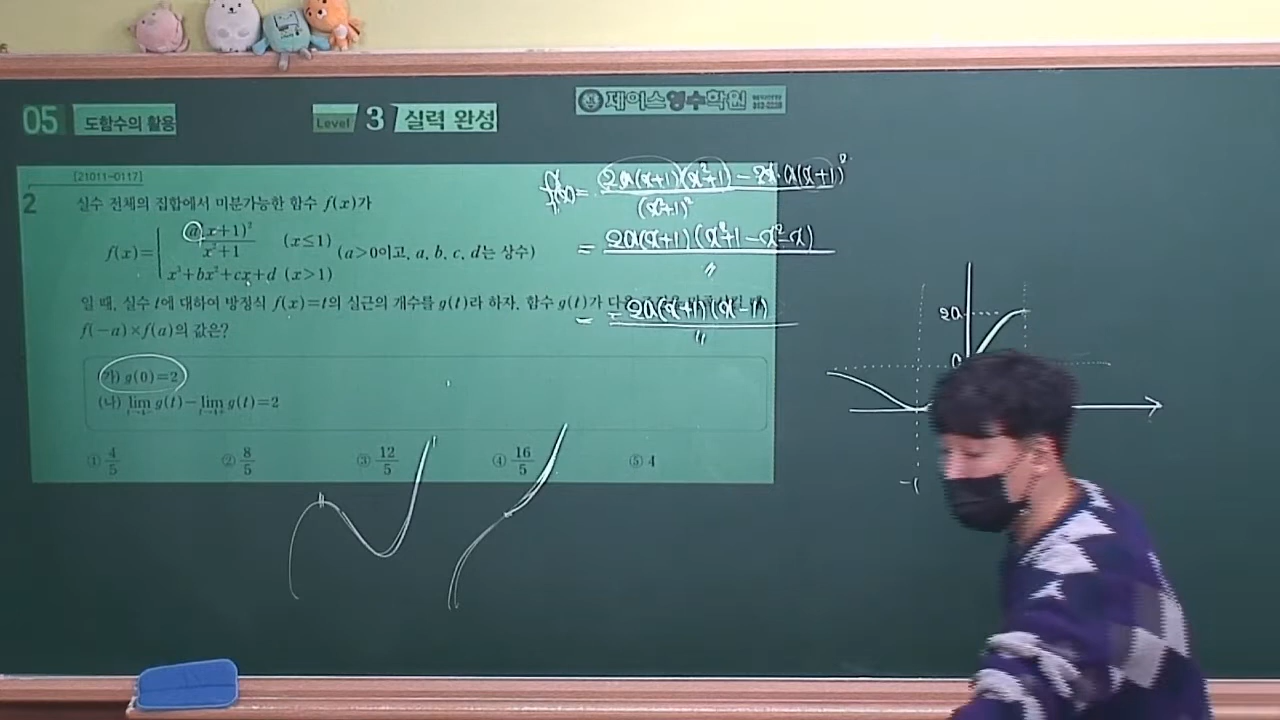 05 도함수의 활용
Level 3 실력 완성
제이스영수학원
[21011-0117]
2 실수 전체의 집합에서 미분가능한 함수 f(x)가
f(x)= { a(x+1)² / x²+1 (x≤1)
x³+bx²+cx+d (x>1)
(a>0이고, a, b, c, d는 상수)
일 때, 실수 t에 대하여 방정식 f(x)=t의 실근의 개수를 g(t)라 하자. 함수 g(t)가
f(-a)×f(a)의 값은?
(가) g(0)=2
(나) lim t→4- g(t) - lim t→4+ g(t)=2
① 4/5 ② 8/5 ③ 12/5 ④ 16/5 ⑤ 4
f'(x)= 2a(x+1)(x²+1)-2x·a(x+1)² / (x²+1)²
= 2a(x+1)(x²+1-x²-x) / 〃
= -2a(x+1)(x-1) / 〃
2a
a
-1